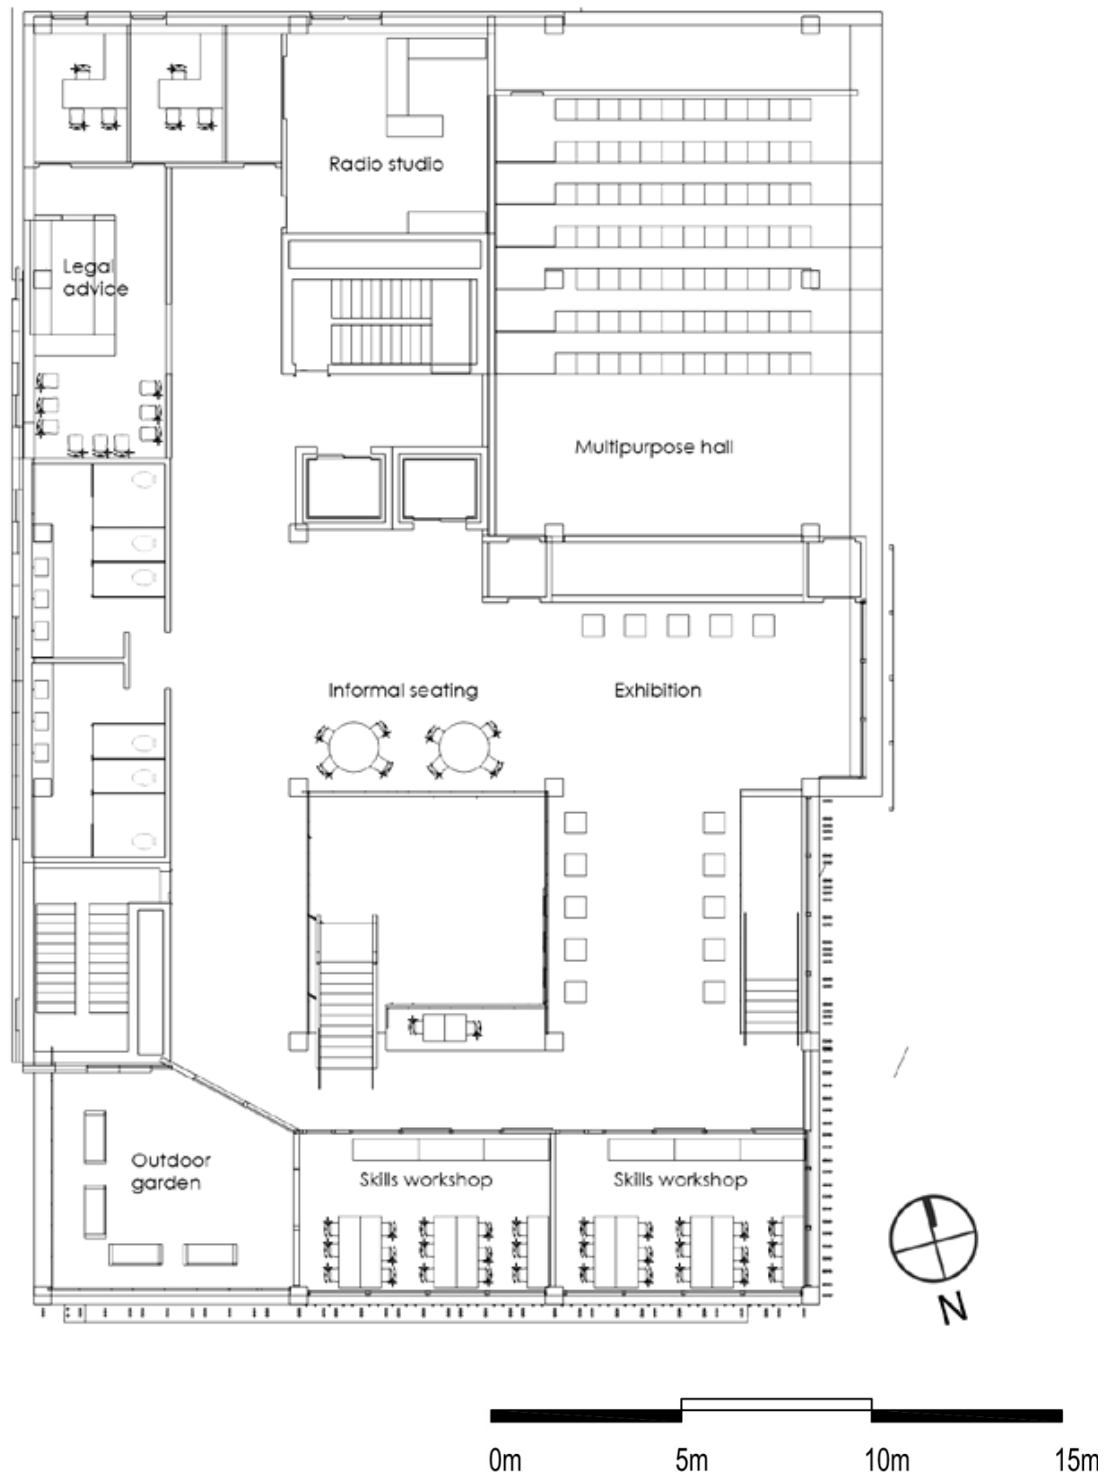 Radio studio
Legal
advice
Multipurpose hall
Informal seating
Exhibition
Outdoor
garden
Skills workshop
Skills workshop
N
0m 5m 10m 15m